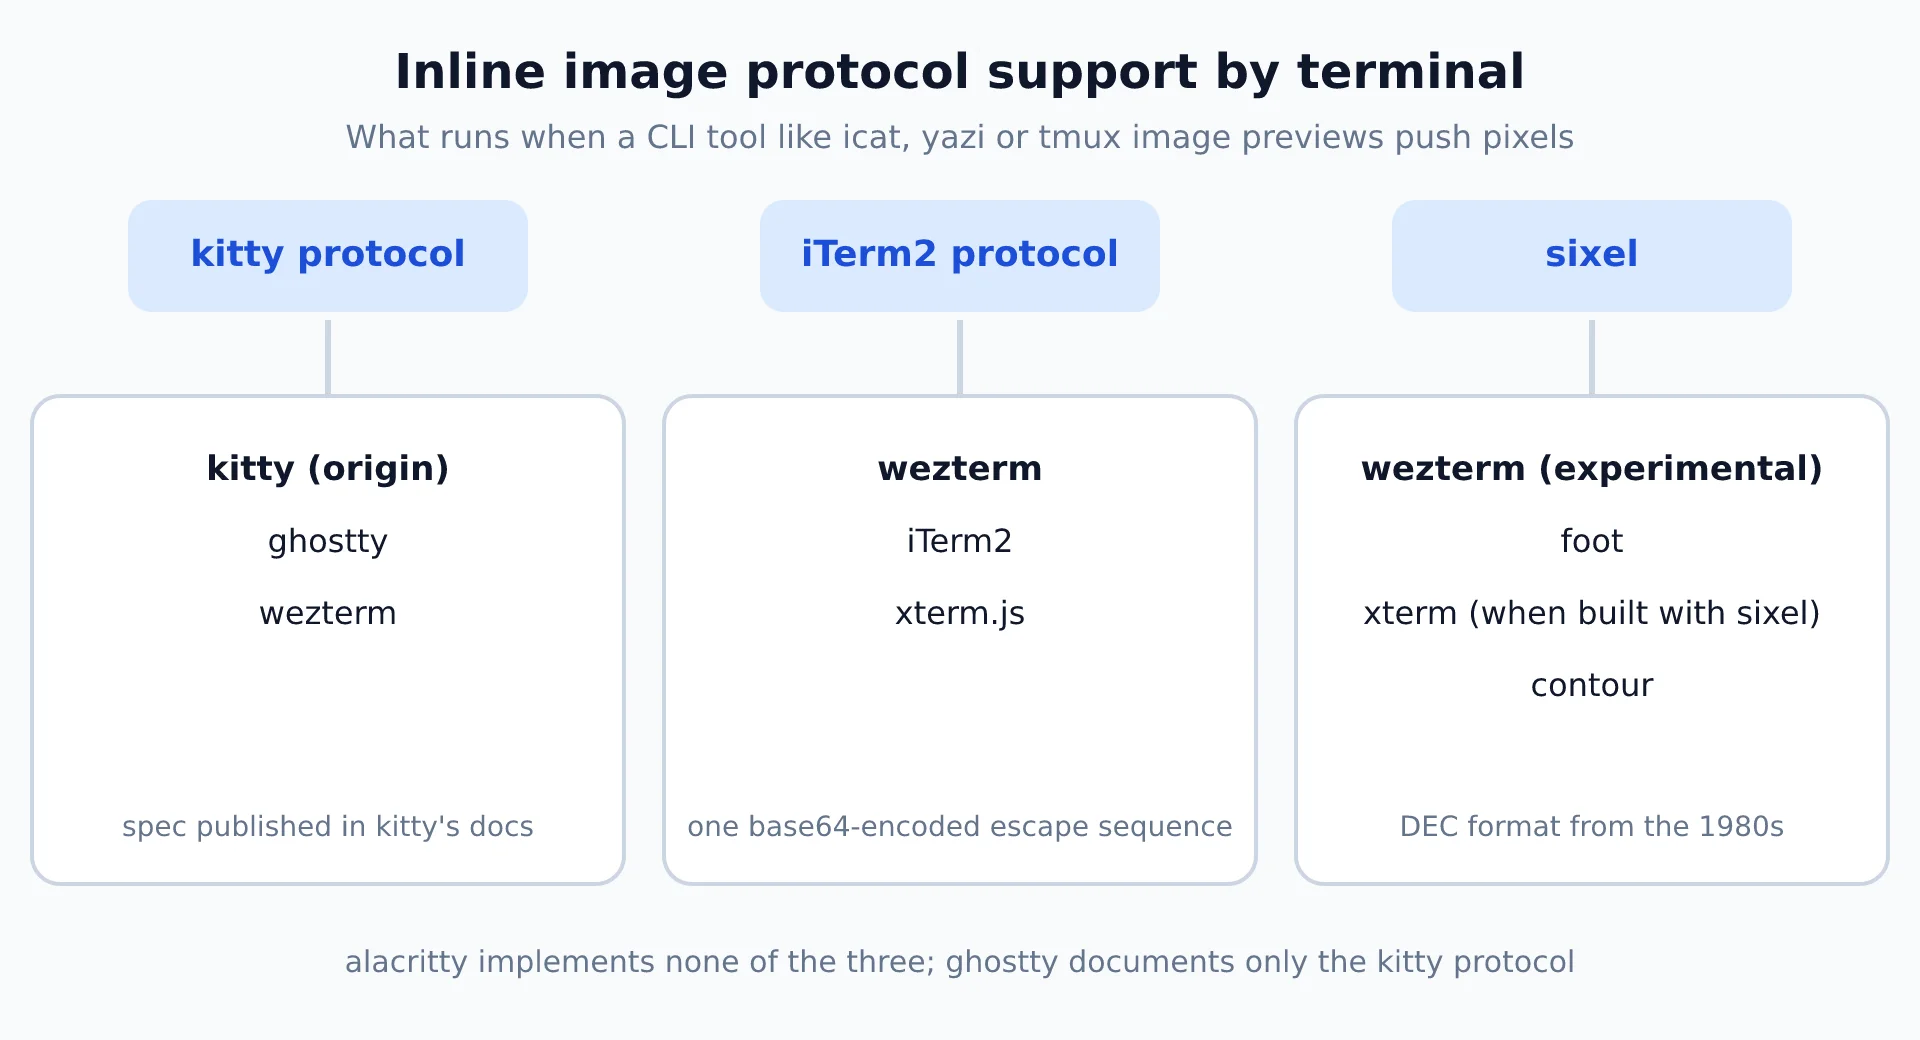 Inline image protocol support by terminal
What runs when a CLI tool like icat, yazi or tmux image previews push pixels
kitty protocol
kitty (origin)
ghostty
wezterm
spec published in kitty's docs
iTerm2 protocol
wezterm
iTerm2
xterm.js
one base64-encoded escape sequence
sixel
wezterm (experimental)
foot
xterm (when built with sixel)
contour
DEC format from the 1980s
alacritty implements none of the three; ghostty documents only the kitty protocol